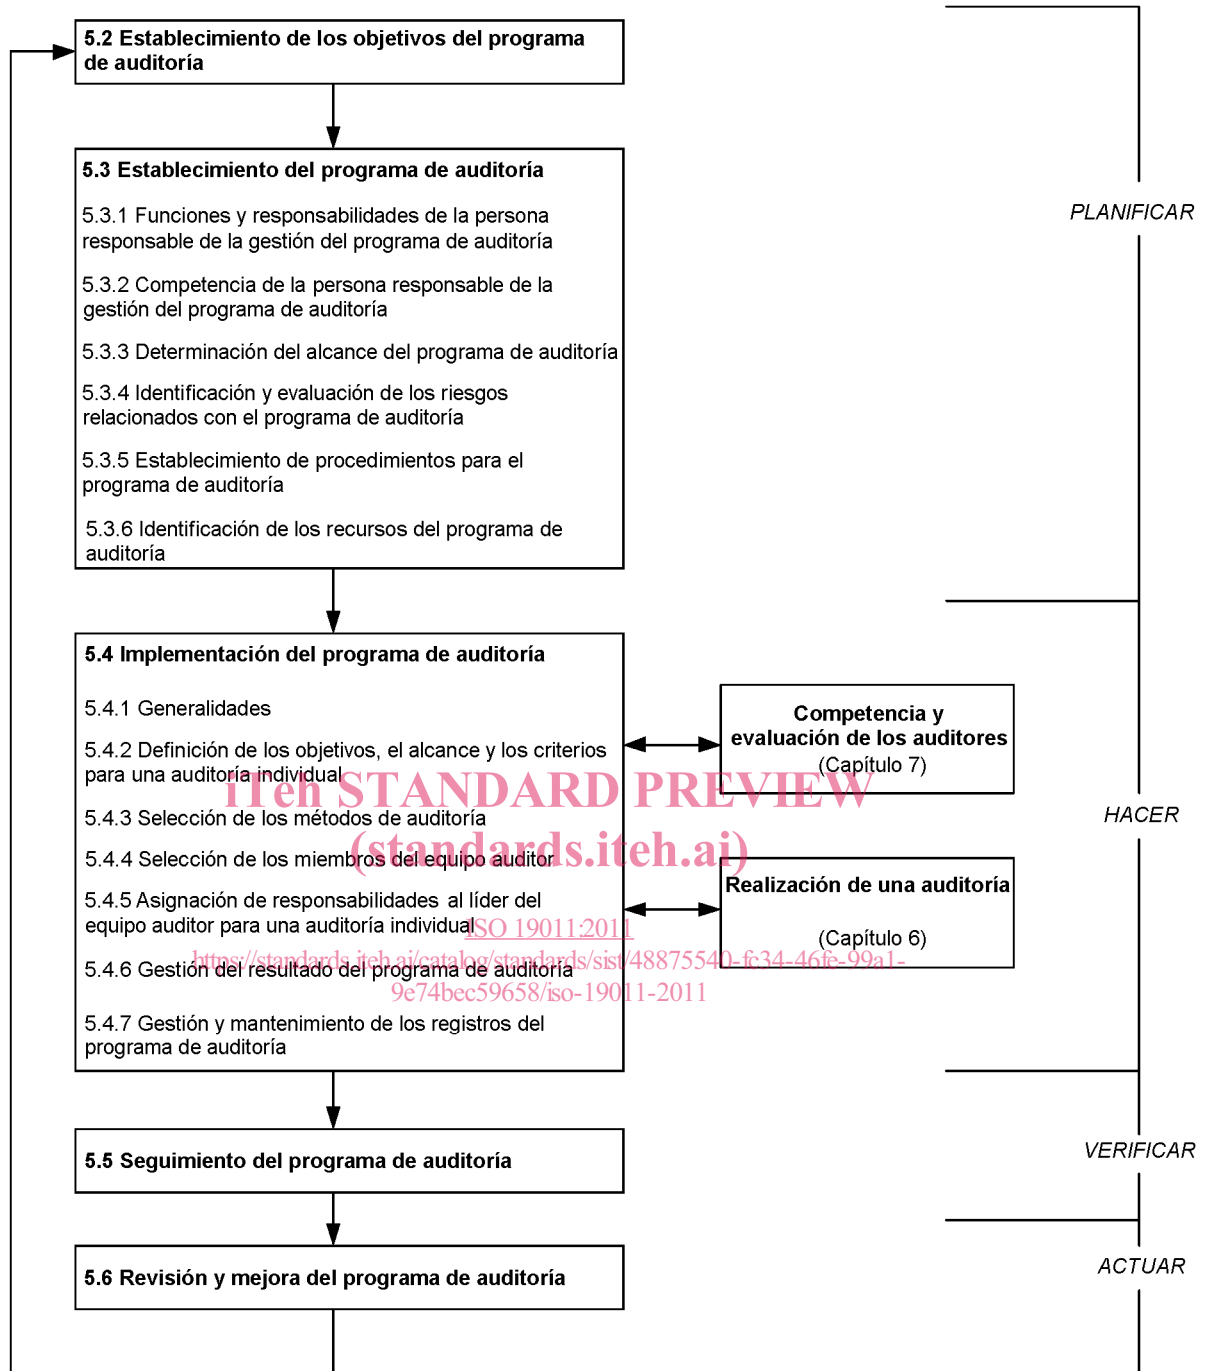 5.2 Establecimiento de los objetivos del programa
de auditoría
5.3 Establecimiento del programa de auditoría
5.3.1 Funciones y responsabilidades de la persona
responsable de la gestión del programa de auditoría
5.3.2 Competencia de la persona responsable de la
gestión del programa de auditoría
5.3.3 Determinación del alcance del programa de auditoría
5.3.4 Identificación y evaluación de los riesgos
relacionados con el programa de auditoría
5.3.5 Establecimiento de procedimientos para el
programa de auditoría
5.3.6 Identificación de los recursos del programa de
auditoría
PLANIFICAR
5.4 Implementación del programa de auditoría
5.4.1 Generalidades
5.4.2 Definición de los objetivos, el alcance y los criterios
para una auditoría individual
5.4.3 Selección de los métodos de auditoría
5.4.4 Selección de los miembros del equipo auditor
5.4.5 Asignación de responsabilidades al líder del
equipo auditor para una auditoría individual
5.4.6 Gestión del resultado del programa de auditoría
5.4.7 Gestión y mantenimiento de los registros del
programa de auditoría
Competencia y
evaluación de los auditores
(Capítulo 7)
Realización de una auditoría
(Capítulo 6)
HACER
iTeh STANDARD PREVIEW
(standards.iteh.ai)
ISO 19011:2011
https://standards.iteh.ai/catalog/standards/sist/48875540-fc34-46fe-99a1-
9e74bec59658/iso-19011-2011
5.5 Seguimiento del programa de auditoría
VERIFICAR
5.6 Revisión y mejora del programa de auditoría
ACTUAR